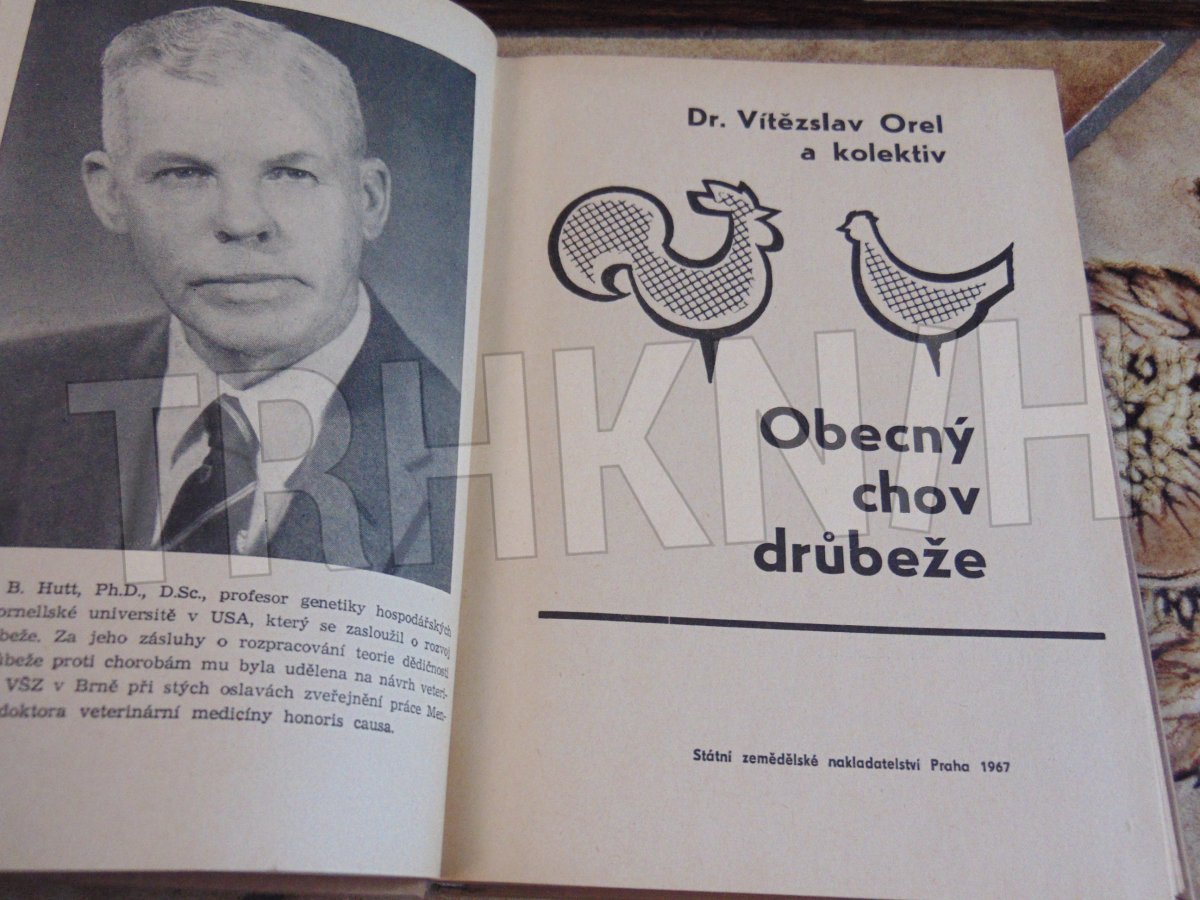 B. Hutt, Ph.D., D.Sc., profesor genetiky hospodářských
ornellské universitě v USA, který se zasloužil o rozvoj
beže. Za jeho zásluhy o rozpracování teorie dědičnosti
ůbeže proti chorobám mu byla udělena na návrh veteri-
VŠZ v Brně při stých oslavách zveřejnění práce Men-
doktora veterinární medicíny honoris causa.
Dr. Vítězslav Orel
a kolektiv
Obecný
chov
drůbeže
Státní zemědělské nakladatelství Praha 1967
TRHKNIH